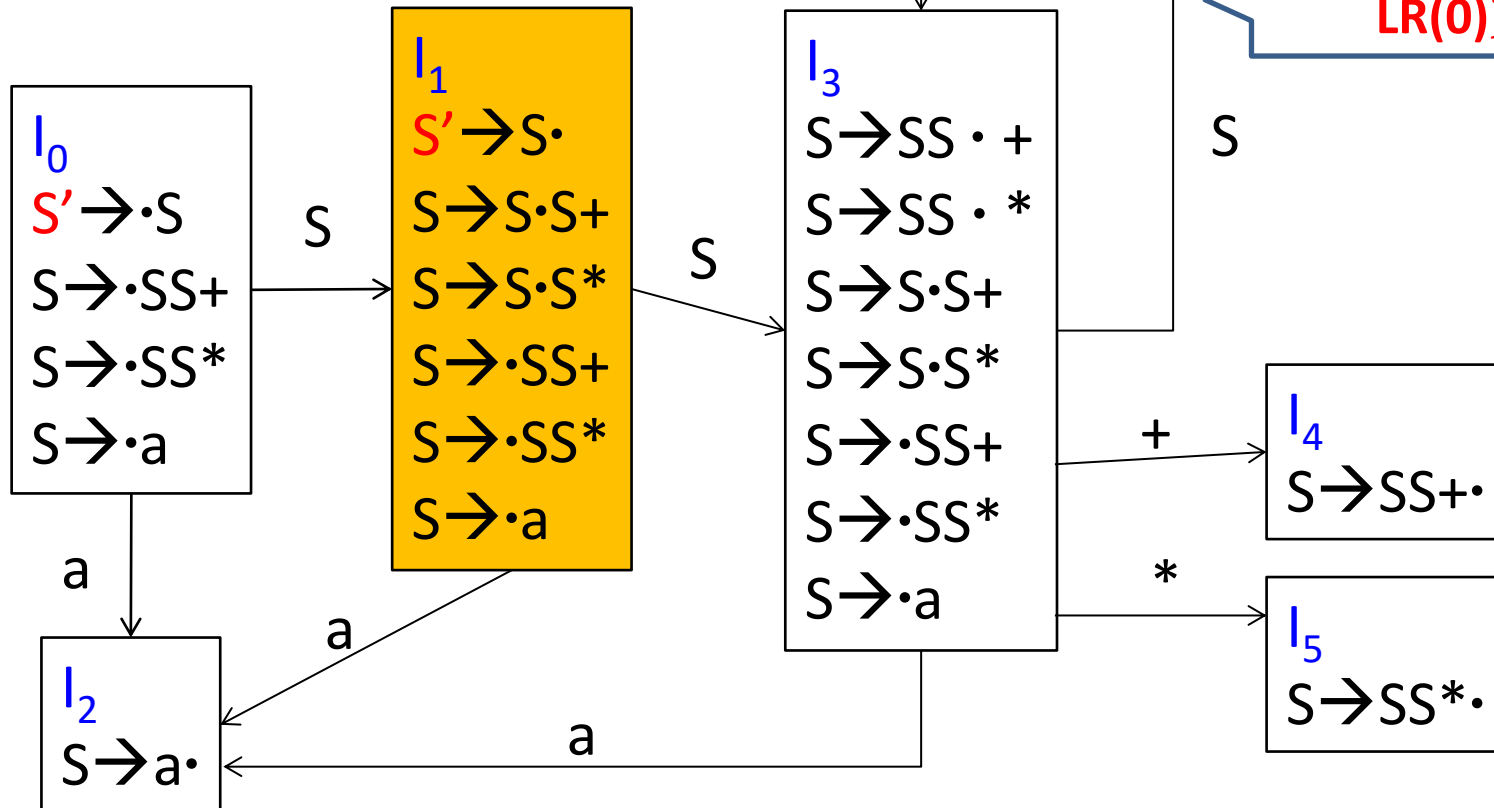 LR(0)
I0
S’→·S
S→·SS+
S→·SS*
S→·a
S
a
I1
S’→S·
S→S·S+
S→S·S*
S→·SS+
S→·SS*
S→·a
S
a
I3
S→SS · +
S→SS · *
S→S·S+
S→S·S*
S→·SS+
S→·SS*
S→·a
S
+
*
a
I4
S→SS+·
I5
S→SS*·
I2
S→a·